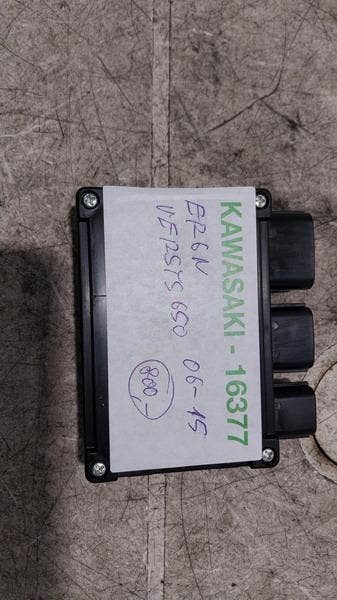 KAWASAKI - 16377
ER6N
VERSYS 650 06-15
800,-